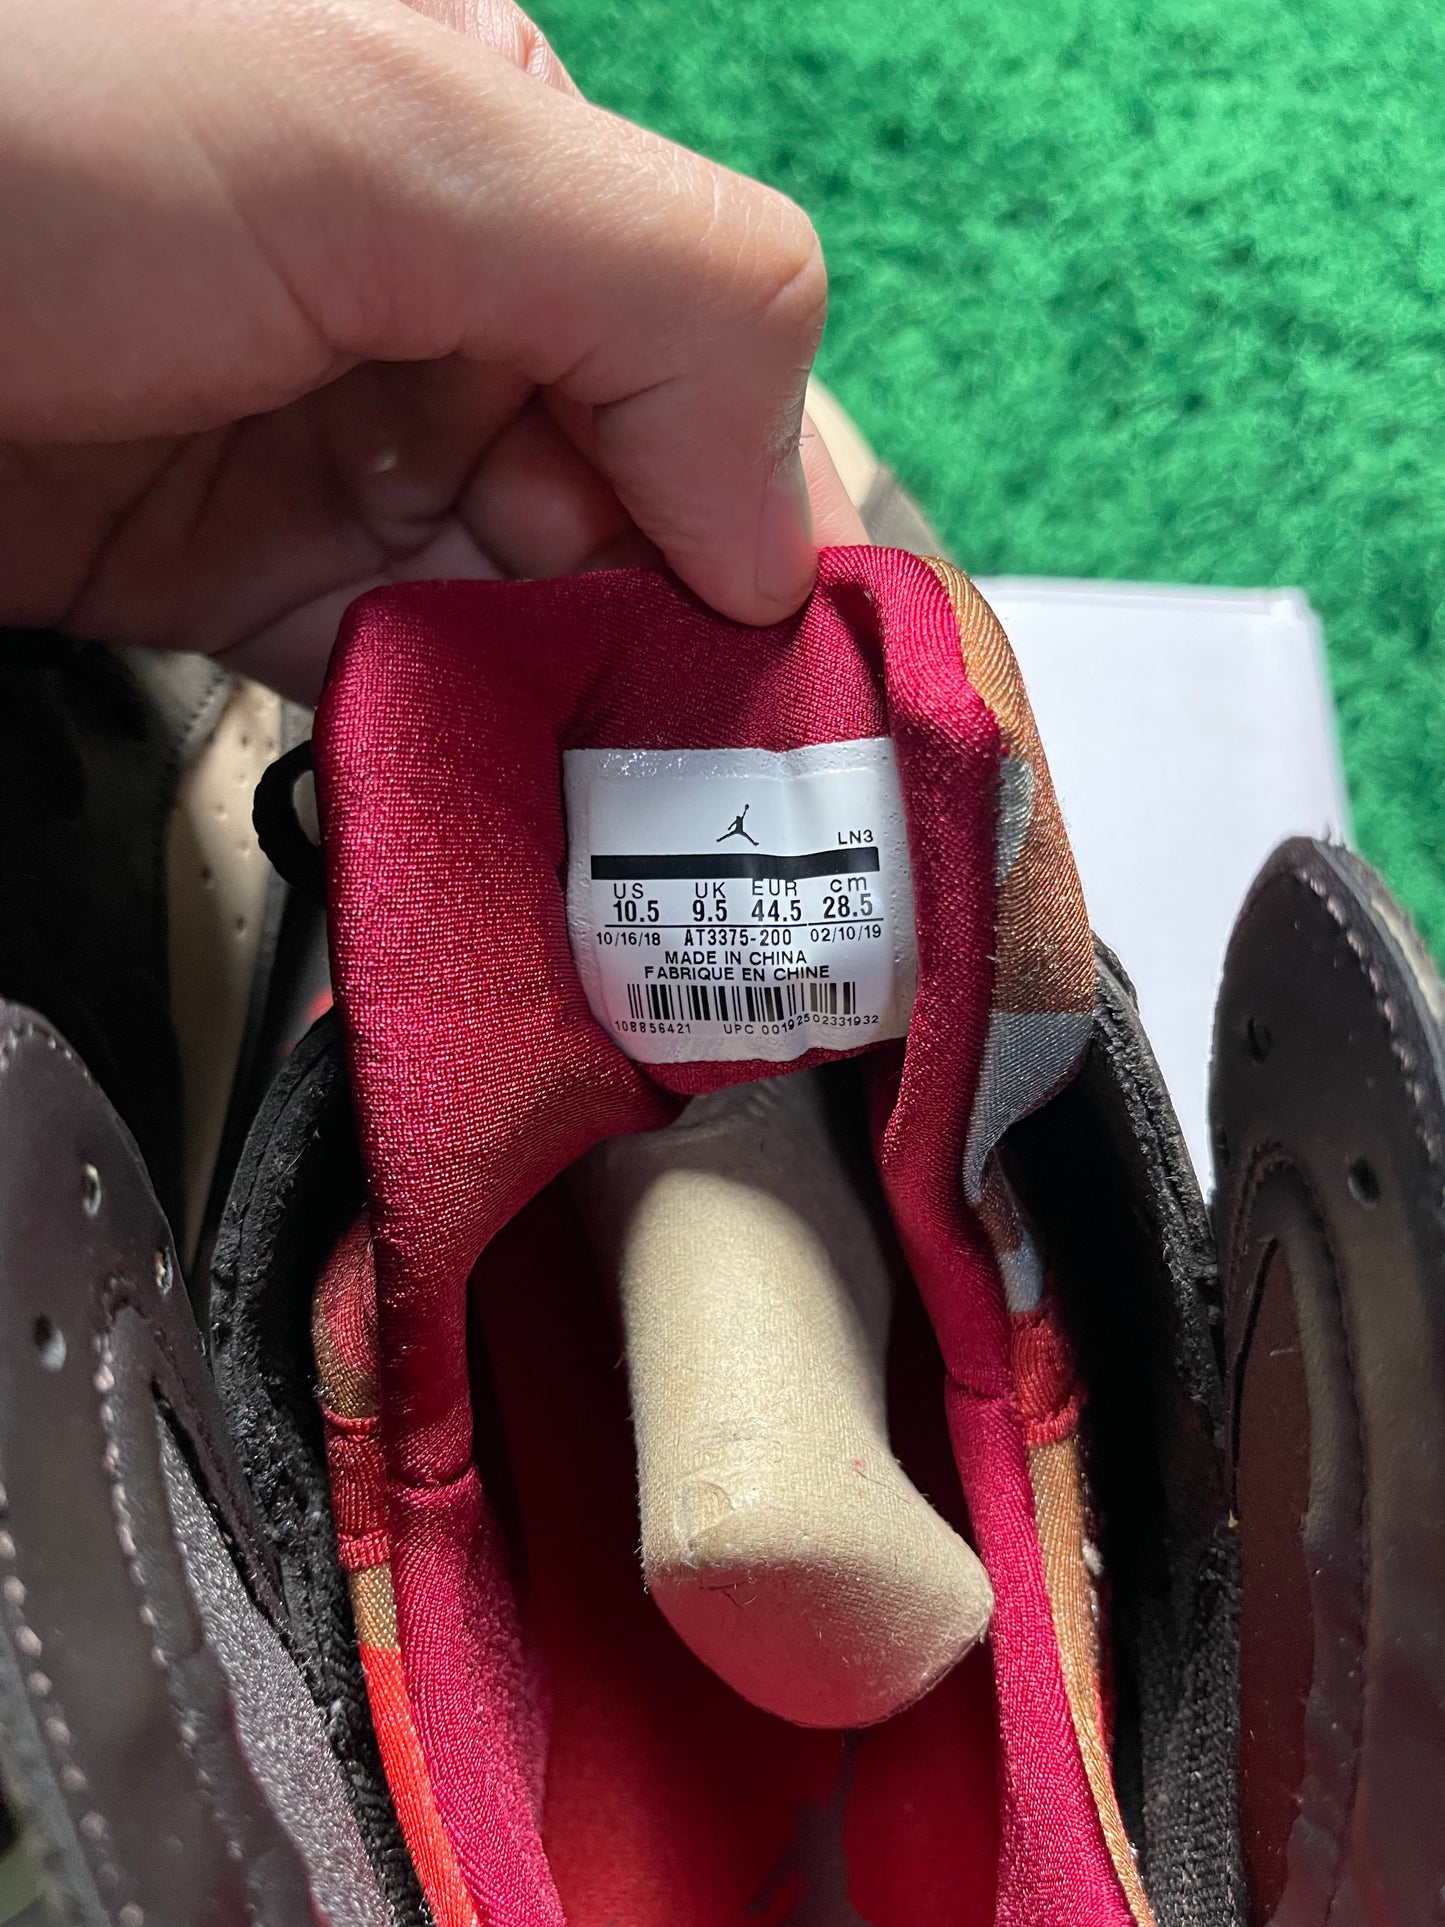 LN3
US UK EUR cm
10.5 9.5 44.5 28.5
10/16/18 AT3375-200 02/10/19
MADE IN CHINA
FABRIQUE EN CHINE
108856421 UPC 00192502331932